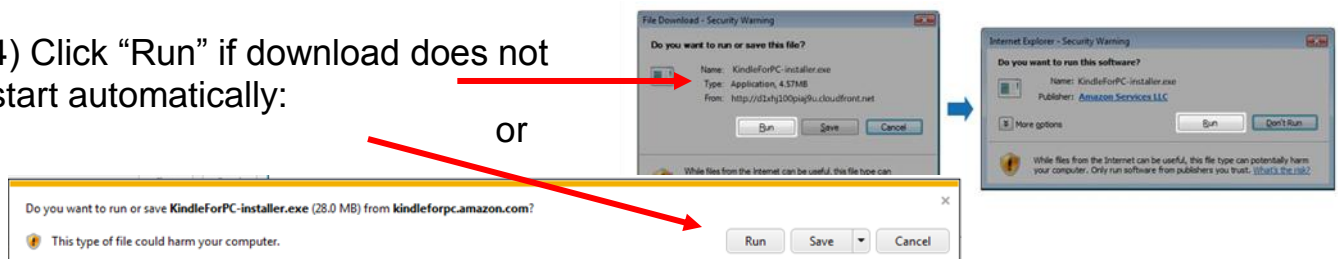 4) Click “Run” if download does not
start automatically:
or
File Download - Security Warning
Do you want to run or save this file?
Name: KindleForPC-installer.exe
Type: Application, 4.57MB
From: http://d1xhj100piaj9u.cloudfront.net
Run Save Cancel
While files from the Internet can be useful, this file type can
Internet Explorer - Security Warning
Do you want to run this software?
Name: KindleForPC-installer.exe
Publisher: Amazon Services LLC
More options
Run Don't Run
While files from the Internet can be useful, this file type can potentially harm
your computer. Only run software from publishers you trust. What's the risk?
Do you want to run or save KindleForPC-installer.exe (28.0 MB) from kindleforpc.amazon.com?
This type of file could harm your computer.
Run Save Cancel